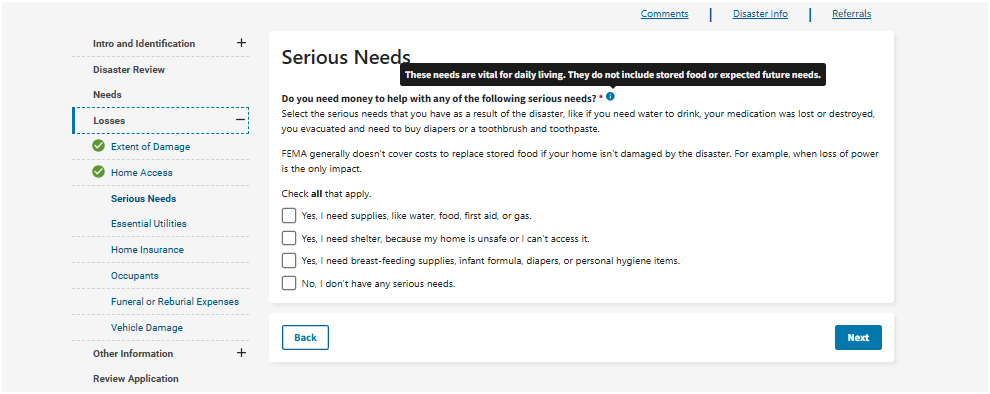 Comments | Disaster Info | Referrals
Intro and Identification +
Disaster Review
Needs
Losses −
Extent of Damage
Home Access
Serious Needs
Essential Utilities
Home Insurance
Occupants
Funeral or Reburial Expenses
Vehicle Damage
Other Information +
Review Application
Serious Needs
These needs are vital for daily living. They do not include stored food or expected future needs.
Do you need money to help with any of the following serious needs? * i
Select the serious needs that you have as a result of the disaster, like if you need water to drink, your medication was lost or destroyed,
you evacuated and need to buy diapers or a toothbrush and toothpaste.
FEMA generally doesn't cover costs to replace stored food if your home isn't damaged by the disaster. For example, when loss of power
is the only impact.
Check all that apply.
Yes, I need supplies, like water, food, first aid, or gas.
Yes, I need shelter, because my home is unsafe or I can't access it.
Yes, I need breast-feeding supplies, infant formula, diapers, or personal hygiene items.
No, I don't have any serious needs.
Back
Next